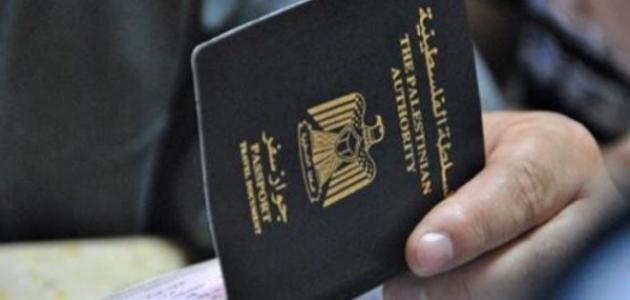 السلطة الفلسطينية
THE PALESTINIAN
AUTHORITY
جواز سفر
PASSPORT
TRAVEL DOCUMENT